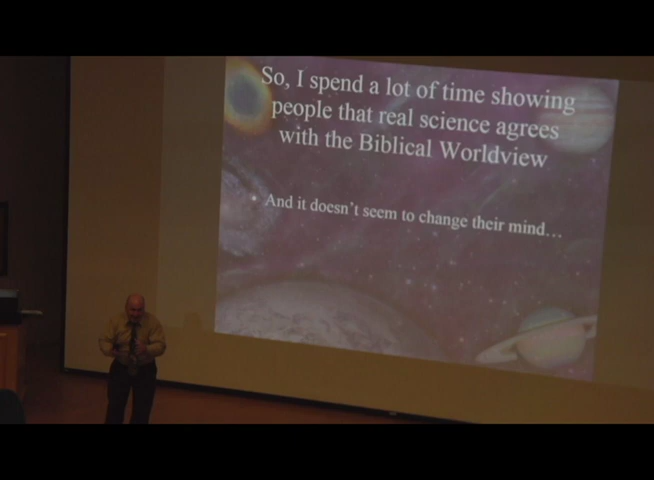 So, I spend a lot of time showing
people that real science agrees
with the Biblical Worldview
And it doesn't seem to change their mind…